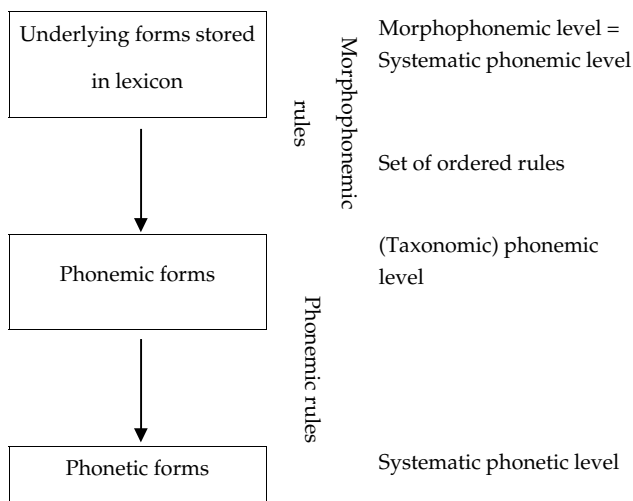 Underlying forms stored
in lexicon
Morphophonemic
rules
Morphophonemic level =
Systematic phonemic level
Set of ordered rules
Phonemic forms
(Taxonomic) phonemic
level
Phonemic rules
Phonetic forms
Systematic phonetic level